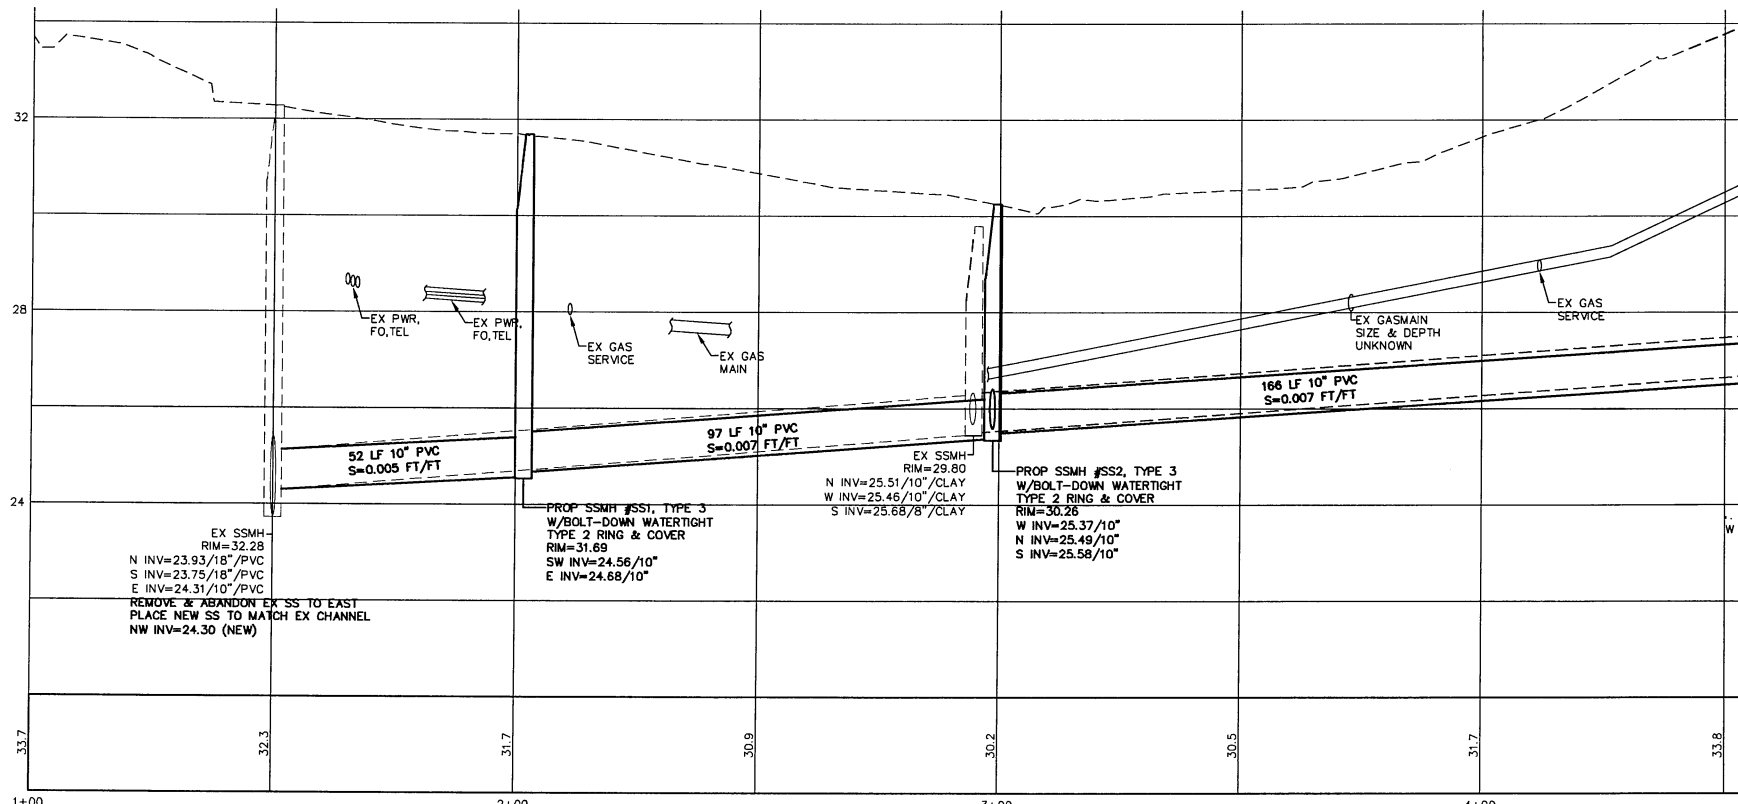 32
28
24
EX PWR,
FO,TEL
EX PWR,
FO,TEL
EX GAS
SERVICE
EX GAS
MAIN
EX GASMAIN
SIZE & DEPTH
UNKNOWN
EX GAS
SERVICE
52 LF 10" PVC
S=0.005 FT/FT
97 LF 10" PVC
S=0.007 FT/FT
166 LF 10" PVC
S=0.007 FT/FT
EX SSMH
RIM=32.28
N INV=23.93/18"/PVC
S INV=23.75/18"/PVC
E INV=24.31/10"/PVC
REMOVE & ABANDON EX SS TO EAST
PLACE NEW SS TO MATCH EX CHANNEL
NW INV=24.30 (NEW)
PROP SSMH #SS1, TYPE 3
W/BOLT-DOWN WATERTIGHT
TYPE 2 RING & COVER
RIM=31.69
SW INV=24.56/10"
E INV=24.68/10"
EX SSMH
RIM=29.80
N INV=25.51/10"/CLAY
W INV=25.46/10"/CLAY
S INV=25.68/8"/CLAY
PROP SSMH #SS2, TYPE 3
W/BOLT-DOWN WATERTIGHT
TYPE 2 RING & COVER
RIM=30.26
W INV=25.37/10"
N INV=25.49/10"
S INV=25.58/10"
W
33.7
32.3
31.7
30.9
30.2
30.5
31.7
33.8
1+00
2+00
3+00
4+00